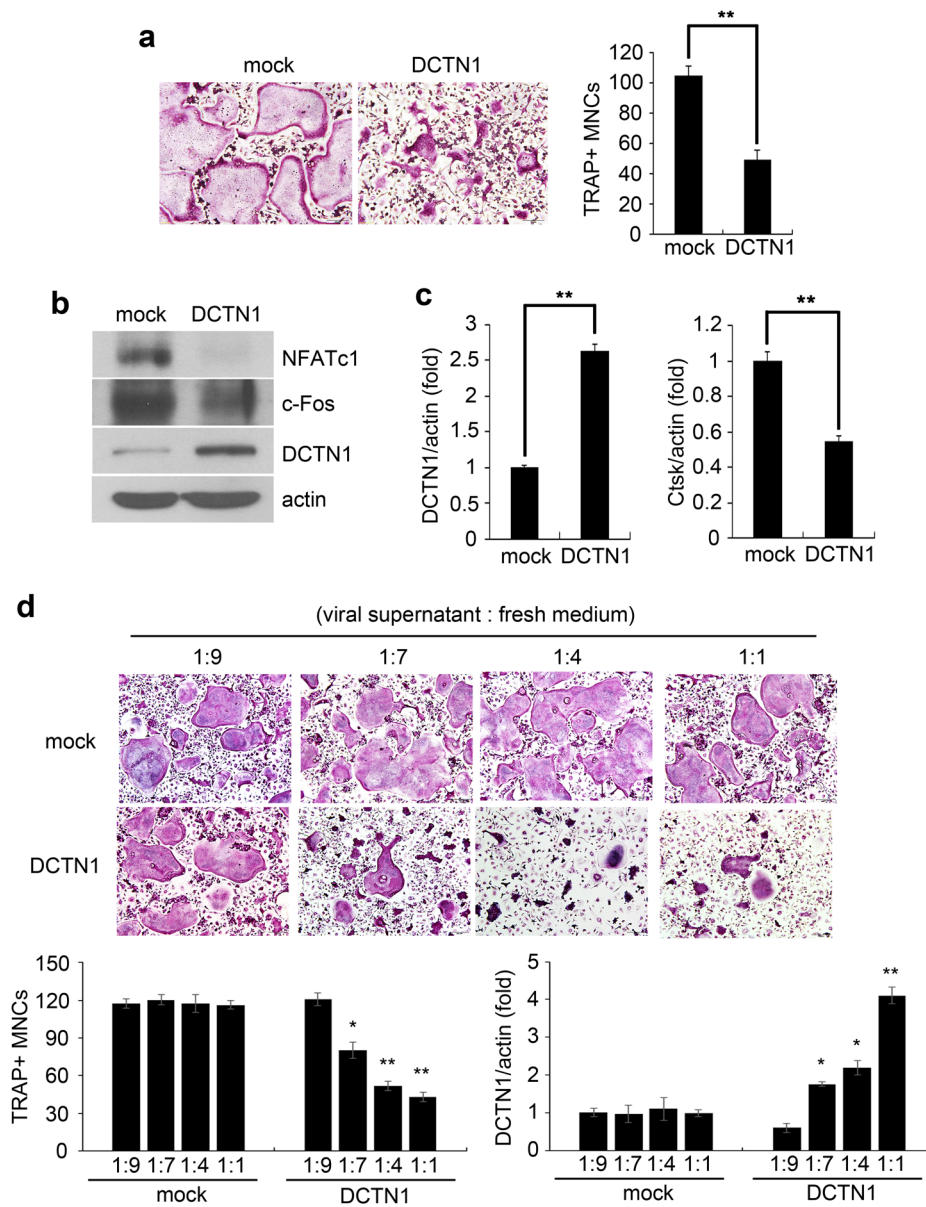 a
mock DCTN1
**
TRAP+ MNCs
120
100
80
60
40
20
0
mock DCTN1
b
mock DCTN1
NFATc1
c-Fos
DCTN1
actin
c
**
DCTN1/actin (fold)
3
2.5
2
1.5
1
0.5
0
mock DCTN1
**
Ctsk/actin (fold)
1.2
1
0.8
0.6
0.4
0.2
0
mock DCTN1
d
(viral supernatant : fresh medium)
1:9 1:7 1:4 1:1
mock
DCTN1
TRAP+ MNCs
150
120
90
60
30
0
* ** **
1:9 1:7 1:4 1:1 1:9 1:7 1:4 1:1
mock DCTN1
DCTN1/actin (fold)
5
4
3
2
1
0
* * **
1:9 1:7 1:4 1:1 1:9 1:7 1:4 1:1
mock DCTN1